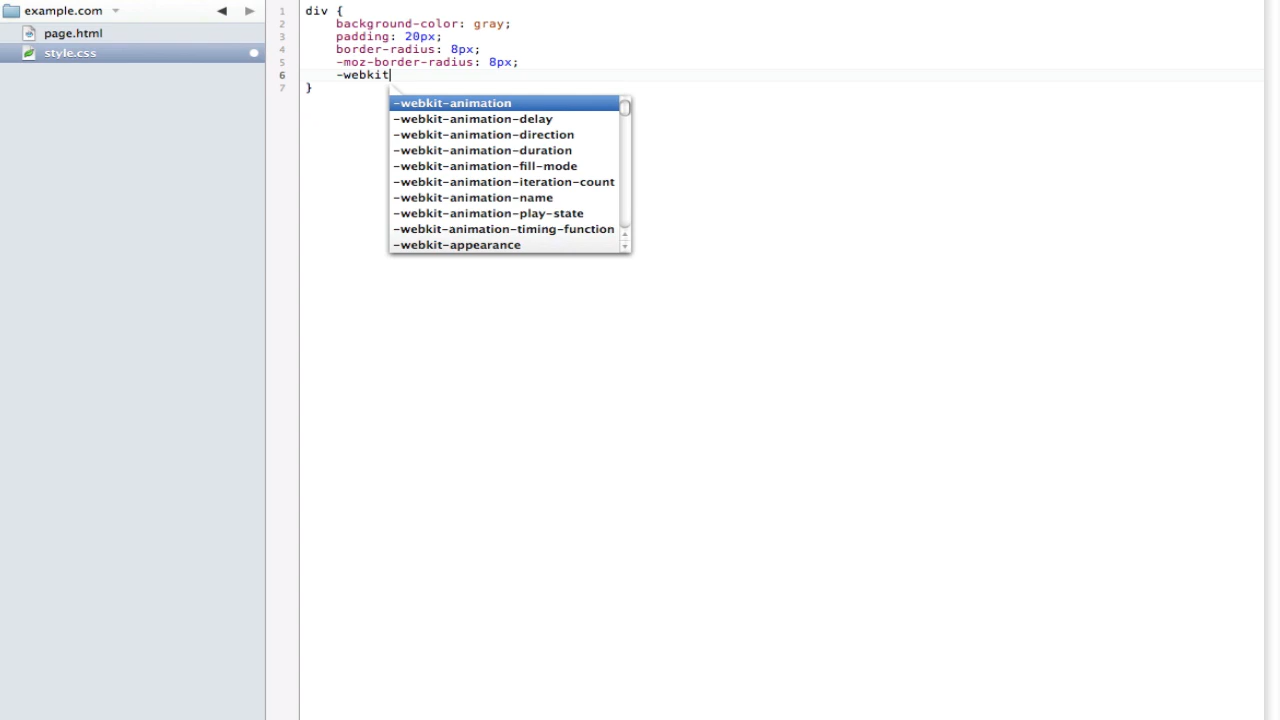 example.com
page.html
style.css
1 div {
2 background-color: gray;
3 padding: 20px;
4 border-radius: 8px;
5 -moz-border-radius: 8px;
6 -webkit
7 }
-webkit-animation
-webkit-animation-delay
-webkit-animation-direction
-webkit-animation-duration
-webkit-animation-fill-mode
-webkit-animation-iteration-count
-webkit-animation-name
-webkit-animation-play-state
-webkit-animation-timing-function
-webkit-appearance